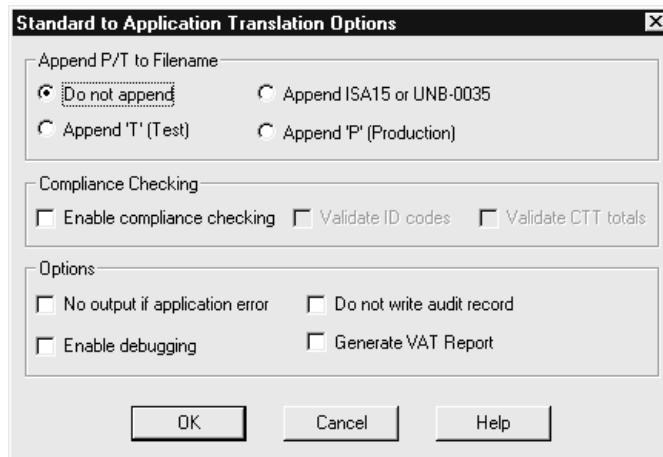 Standard to Application Translation Options
Append P/T to Filename
Do not append
Append ISA15 or UNB-0035
Append 'T' (Test)
Append 'P' (Production)
Compliance Checking
Enable compliance checking
Validate ID codes
Validate CTT totals
Options
No output if application error
Do not write audit record
Enable debugging
Generate VAT Report
OK
Cancel
Help